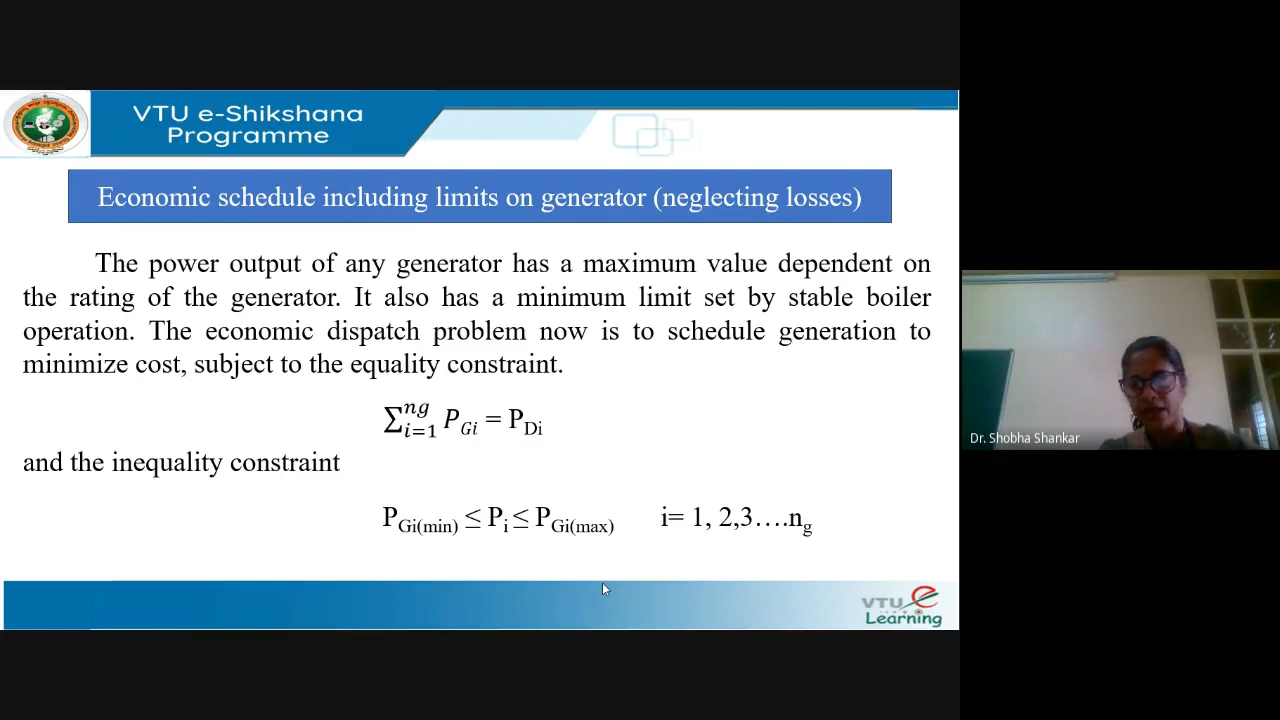 VTU e-Shikshana
Programme
Economic schedule including limits on generator (neglecting losses)
The power output of any generator has a maximum value dependent on
the rating of the generator. It also has a minimum limit set by stable boiler
operation. The economic dispatch problem now is to schedule generation to
minimize cost, subject to the equality constraint.
∑_{i=1}^{ng} P_{Gi} = P_{Di}
and the inequality constraint
P_{Gi(min)} ≤ P_i ≤ P_{Gi(max)} i= 1, 2,3….n_g
Dr. Shobha Shankar
VTU e
Learning